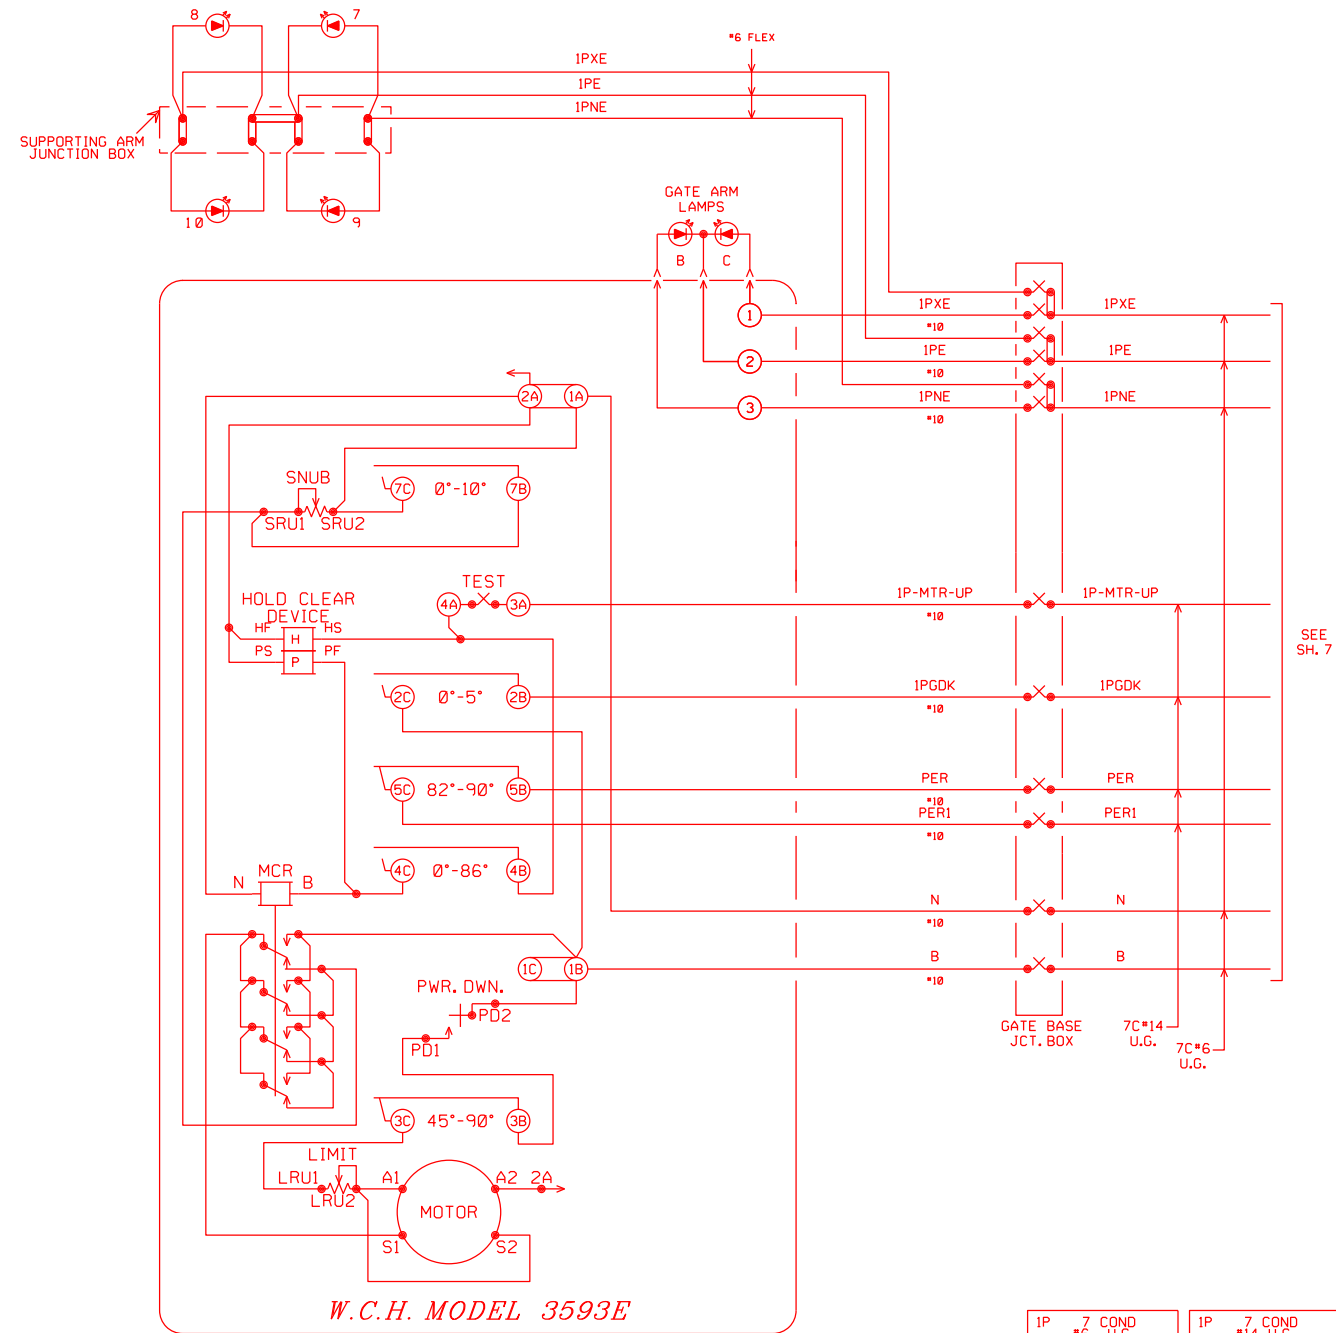 8
7
*6 FLEX
1PXE
1PE
1PNE
SUPPORTING ARM
JUNCTION BOX
10
9
GATE ARM
LAMPS
B
C
1
1PXE
1PXE
*10
2
1PE
1PE
*10
3
1PNE
1PNE
*10
2A
1A
SNUB
7C
0°-10°
7B
SRU1
SRU2
TEST
4A
3A
1P-MTR-UP
1P-MTR-UP
*10
HOLD CLEAR
DEVICE
HF
H
HS
PS
P
PF
SEE
SH. 7
2C
0°-5°
2B
1PGDK
1PGDK
*10
5C
82°-90°
5B
PER
PER
*10
PER1
PER1
*10
MCR
4C
0°-86°
4B
N
B
N
N
*10
1C
1B
B
B
*10
PWR. DWN.
PD2
PD1
GATE BASE
JCT. BOX
7C*14
U.G.
7C*6
U.G.
3C
45°-90°
3B
LIMIT
LRU1
LRU2
A1
A2
2A
MOTOR
S1
S2
W.C.H. MODEL 3593E
1P
7 COND
*6 U.G.
1P
7 COND
*14 U.G.